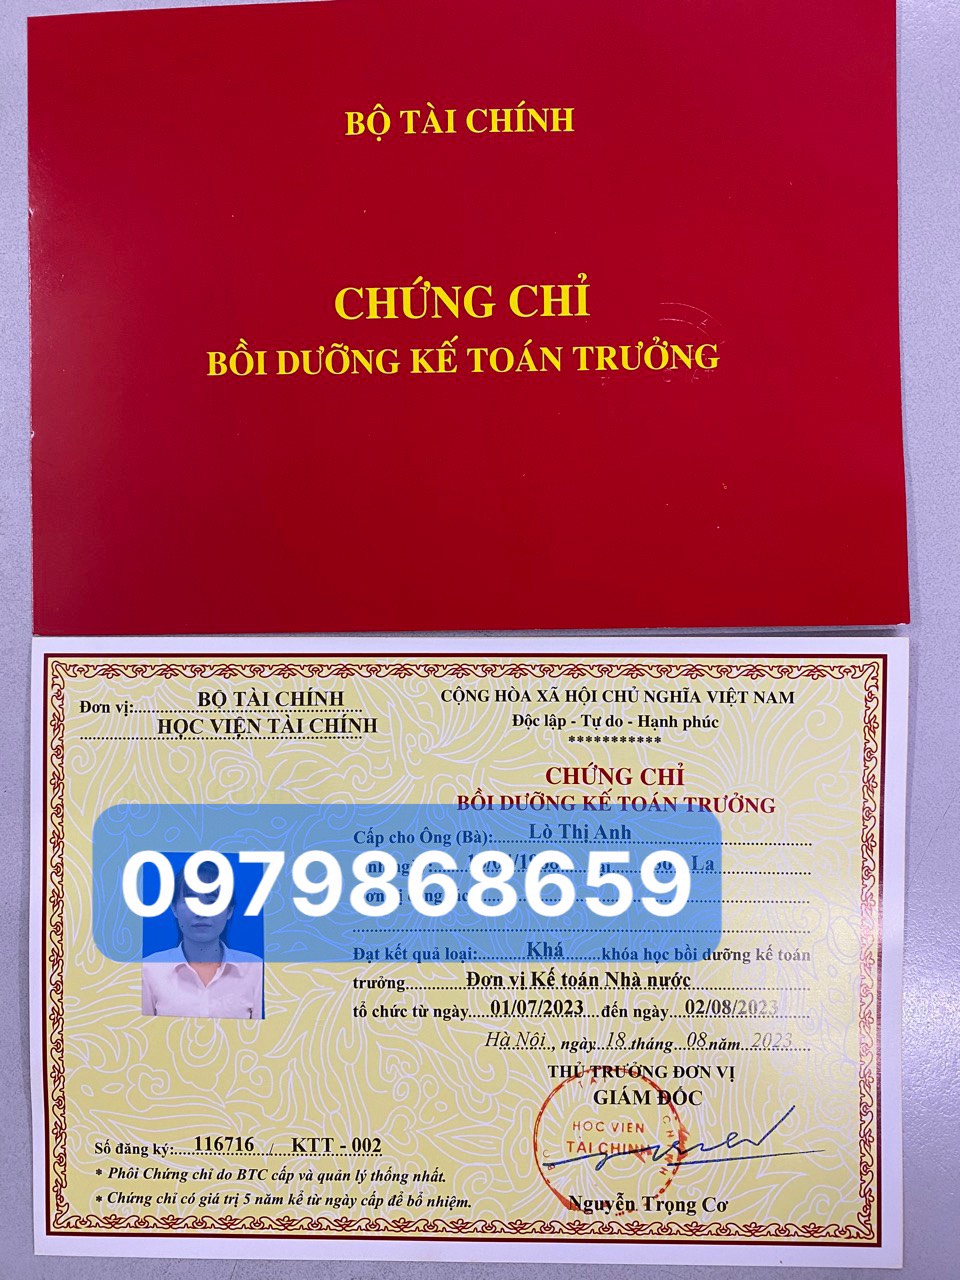 BỘ TÀI CHÍNH
CHỨNG CHỈ
BỒI DƯỠNG KẾ TOÁN TRƯỞNG
Đơn vị: BỘ TÀI CHÍNH
HỌC VIỆN TÀI CHÍNH
CỘNG HÒA XÃ HỘI CHỦ NGHĨA VIỆT NAM
Độc lập - Tự do - Hạnh phúc
***********
CHỨNG CHỈ
BỒI DƯỠNG KẾ TOÁN TRƯỞNG
Cấp cho Ông (Bà): Lò Thị Anh
La
0979868659
Đạt kết quả loại: Khá khóa học bồi dưỡng kế toán
trưởng Đơn vị Kế toán Nhà nước
tổ chức từ ngày 01/07/2023 đến ngày 02/08/2023
Hà Nội, ngày 18 tháng 08 năm 2023
THỦ TRƯỞNG ĐƠN VỊ
GIÁM ĐỐC
HỌC VIỆN
TÀI CHÍNH
Nguyễn Trọng Cơ
Số đăng ký: 116716 / KTT - 002
* Phôi Chứng chỉ do BTC cấp và quản lý thống nhất.
* Chứng chỉ có giá trị 5 năm kể từ ngày cấp để bổ nhiệm.